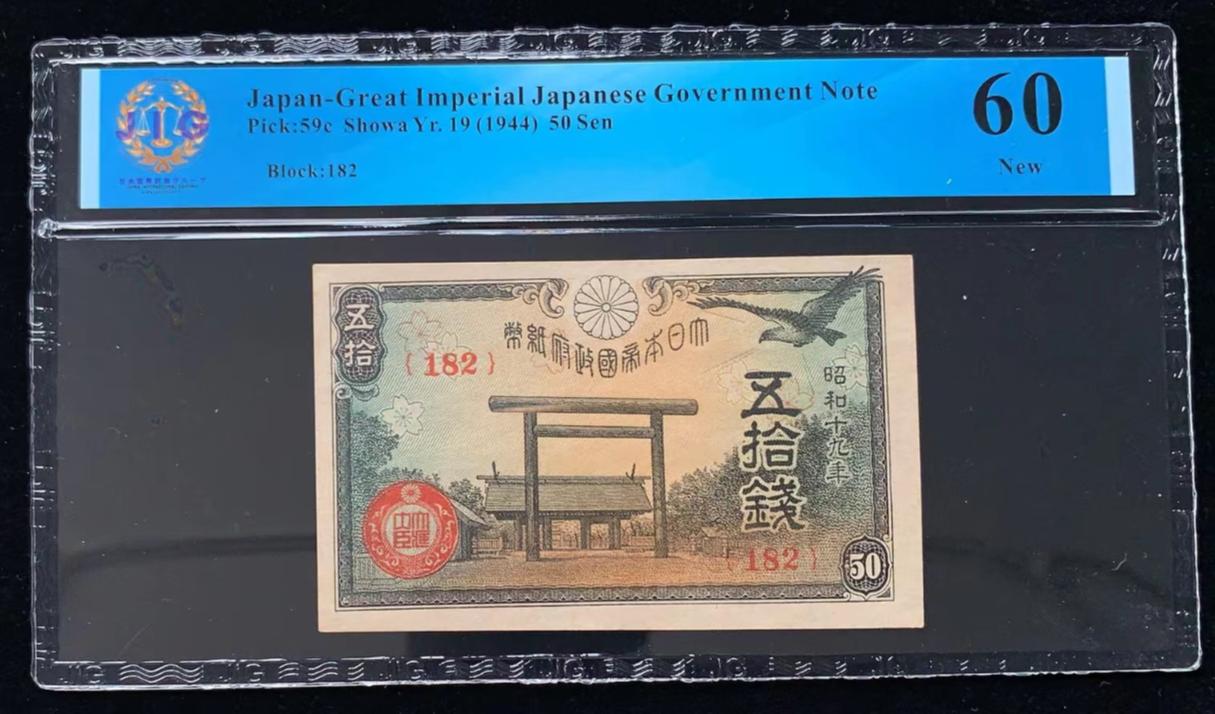 JIG
Japan-Great Imperial Japanese Government Note
Pick:59c Showa Yr. 19 (1944) 50 Sen
Block:182
60
New
大日本帝國政府紙幣
五拾
{182}
昭和十九年
五拾錢
{182}
50